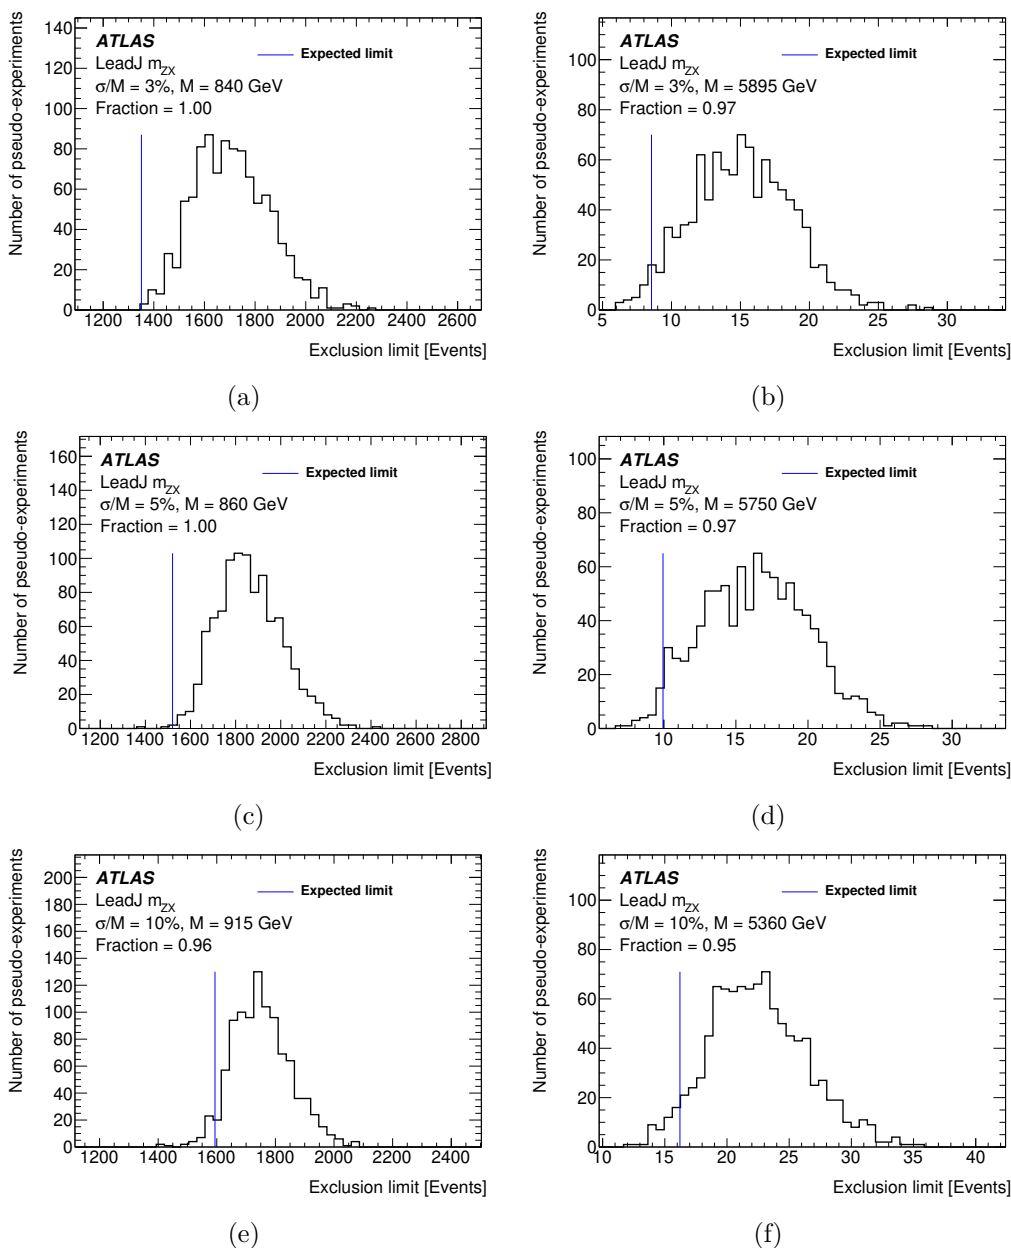 Number of pseudo-experiments
140
120
100
80
60
40
20
0
ATLAS
Expected limit
LeadJ m_ZX
σ/M = 3%, M = 840 GeV
Fraction = 1.00
1200 1400 1600 1800 2000 2200 2400 2600
Exclusion limit [Events]
(a)
Number of pseudo-experiments
100
80
60
40
20
0
ATLAS
Expected limit
LeadJ m_ZX
σ/M = 3%, M = 5895 GeV
Fraction = 0.97
5 10 15 20 25 30
Exclusion limit [Events]
(b)
Number of pseudo-experiments
160
140
120
100
80
60
40
20
0
ATLAS
Expected limit
LeadJ m_ZX
σ/M = 5%, M = 860 GeV
Fraction = 1.00
1200 1400 1600 1800 2000 2200 2400 2600 2800
Exclusion limit [Events]
(c)
Number of pseudo-experiments
100
80
60
40
20
0
ATLAS
Expected limit
LeadJ m_ZX
σ/M = 5%, M = 5750 GeV
Fraction = 0.97
10 15 20 25 30
Exclusion limit [Events]
(d)
Number of pseudo-experiments
200
180
160
140
120
100
80
60
40
20
0
ATLAS
Expected limit
LeadJ m_ZX
σ/M = 10%, M = 915 GeV
Fraction = 0.96
1200 1400 1600 1800 2000 2200 2400
Exclusion limit [Events]
(e)
Number of pseudo-experiments
100
80
60
40
20
0
ATLAS
Expected limit
LeadJ m_ZX
σ/M = 10%, M = 5360 GeV
Fraction = 0.95
10 15 20 25 30 35 40
Exclusion limit [Events]
(f)